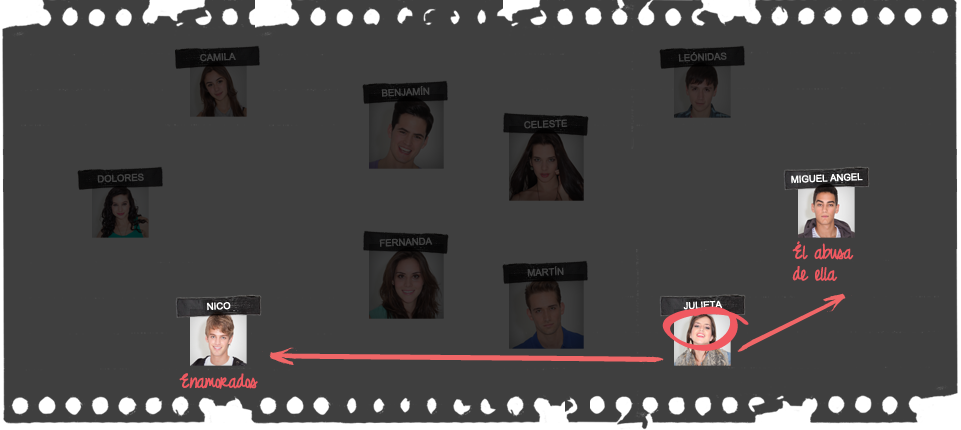 CAMILA
LEÓNIDAS
BENJAMÍN
CELESTE
DOLORES
MIGUEL ANGEL
FERNANDA
Él abusa
de ella
MARTÍN
NICO
JULIETA
Enamorados